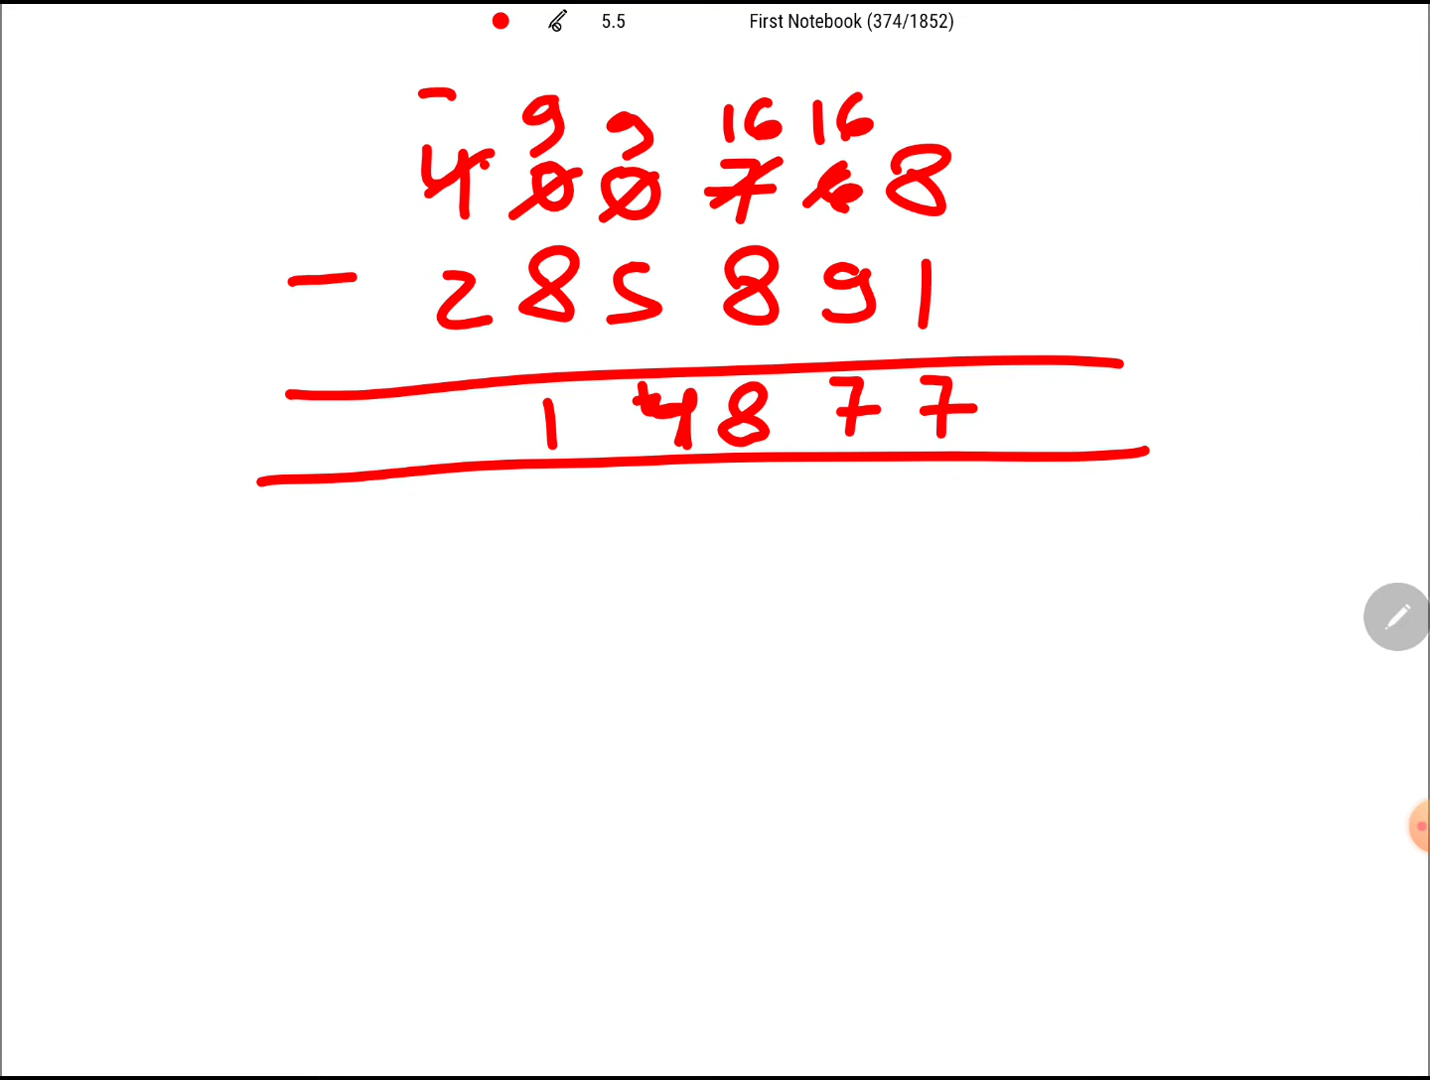 5.5 First Notebook (374/1852)
9 9 16 16
4 0 0 7 6 8
- 2 8 5 8 9 1
1 4 8 7 7